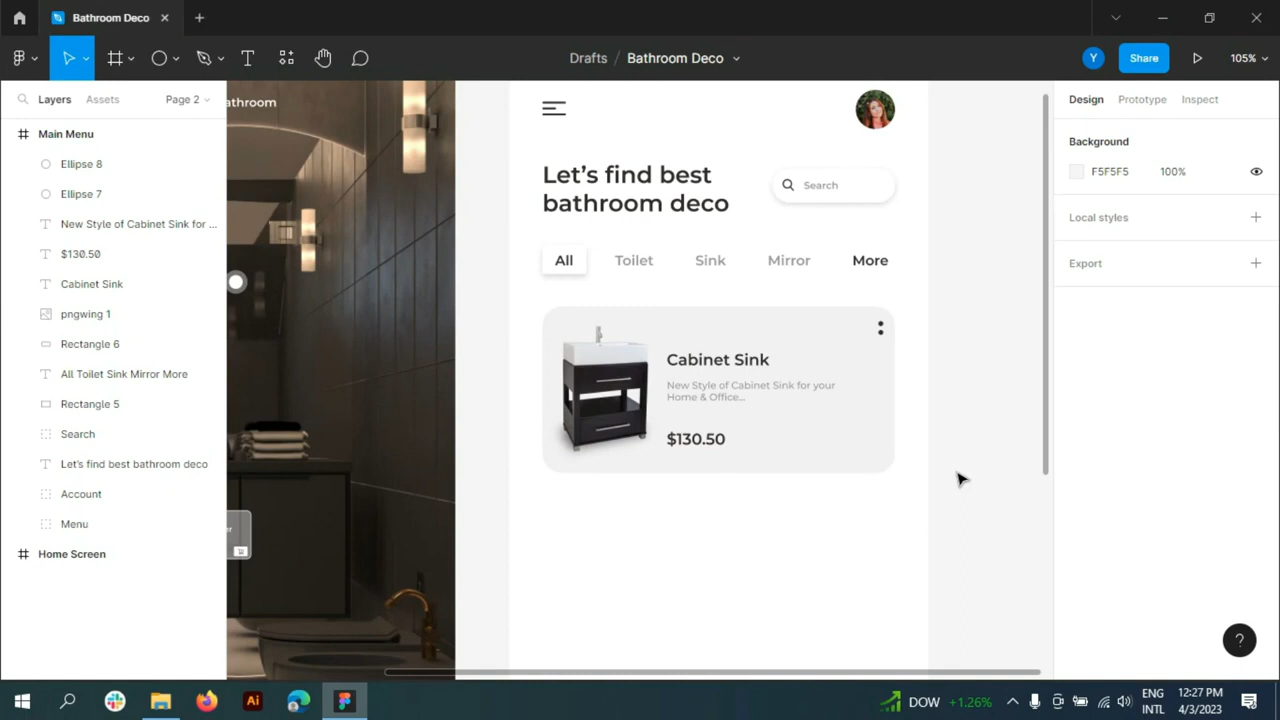 Bathroom Deco
Drafts / Bathroom Deco
Y
Share
105%
Layers
Assets
Page 2
Main Menu
Ellipse 8
Ellipse 7
New Style of Cabinet Sink for ...
$130.50
Cabinet Sink
pngwing 1
Rectangle 6
All Toilet Sink Mirror More
Rectangle 5
Search
Let's find best bathroom deco
Account
Menu
Home Screen
athroom
er
Let's find best
bathroom deco
Search
All
Toilet
Sink
Mirror
More
Cabinet Sink
New Style of Cabinet Sink for your
Home & Office...
$130.50
Design
Prototype
Inspect
Background
F5F5F5
100%
Local styles
Export
?
Ai
DOW +1.26%
ENG
INTL
12:27 PM
4/3/2023